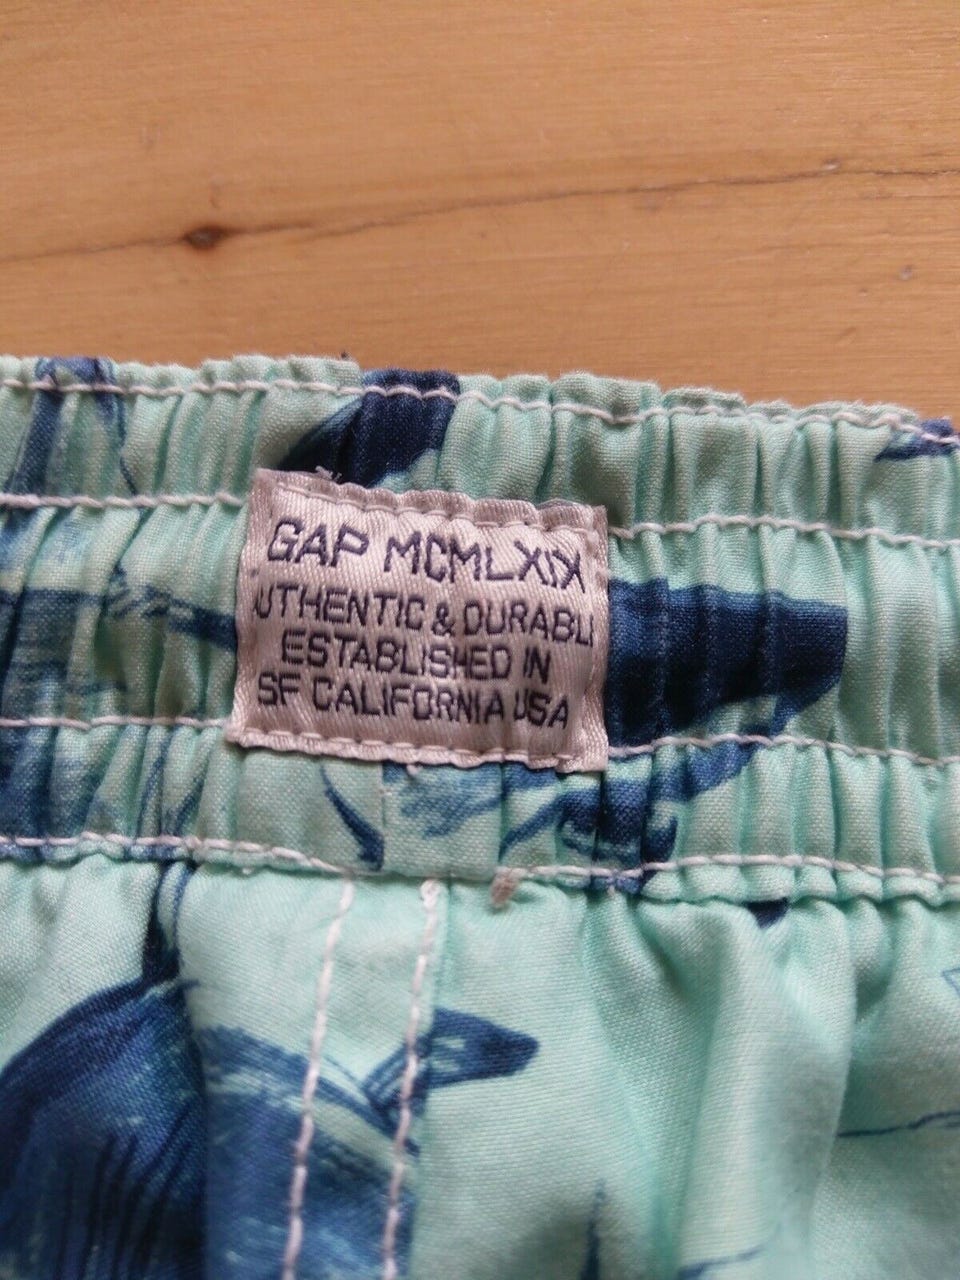 GAP MCMLXIX
UTHENTIC & DURABL
ESTABLISHED IN
SF CALIFORNIA USA